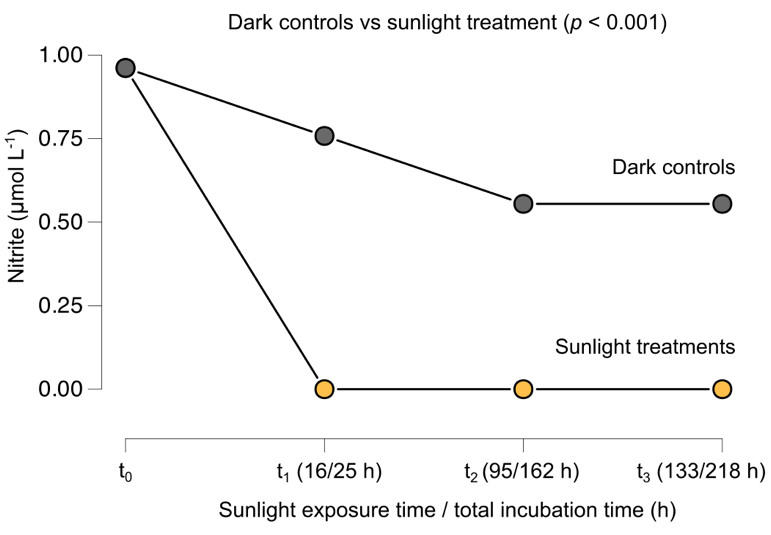 Dark controls vs sunlight treatment (p < 0.001)
1.00
0.75
0.50
0.25
0.00
Nitrite (µmol L⁻¹)
Dark controls
Sunlight treatments
t₀
t₁ (16/25 h)
t₂ (95/162 h)
t₃ (133/218 h)
Sunlight exposure time / total incubation time (h)